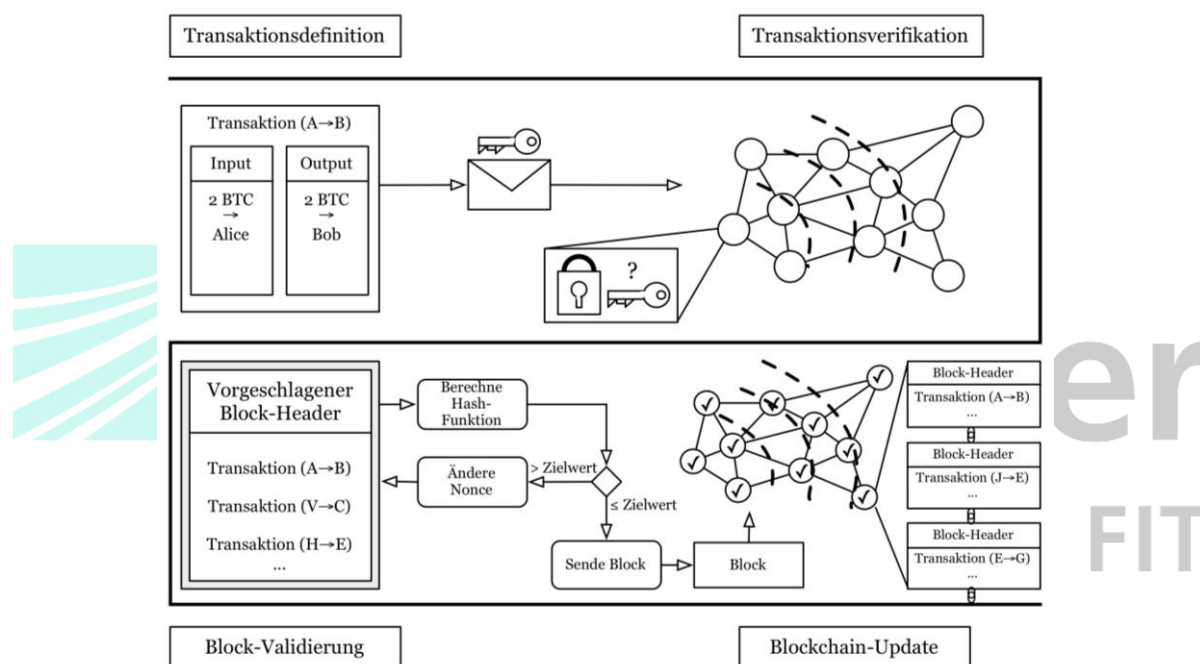 Transaktionsdefinition
Transaktionsverifikation
Transaktion (A→B)
Input
Output
2 BTC
→
Alice
2 BTC
→
Bob
?
Vorgeschlagener
Block-Header
Transaktion (A→B)
Transaktion (V→C)
Transaktion (H→E)
...
Berechne
Hash-
Funktion
Ändere
Nonce
> Zielwert
≤ Zielwert
Sende Block
Block
Block-Header
Transaktion (A→B)
...
Block-Header
Transaktion (J→E)
...
Block-Header
Transaktion (E→G)
...
er
FIT
Block-Validierung
Blockchain-Update